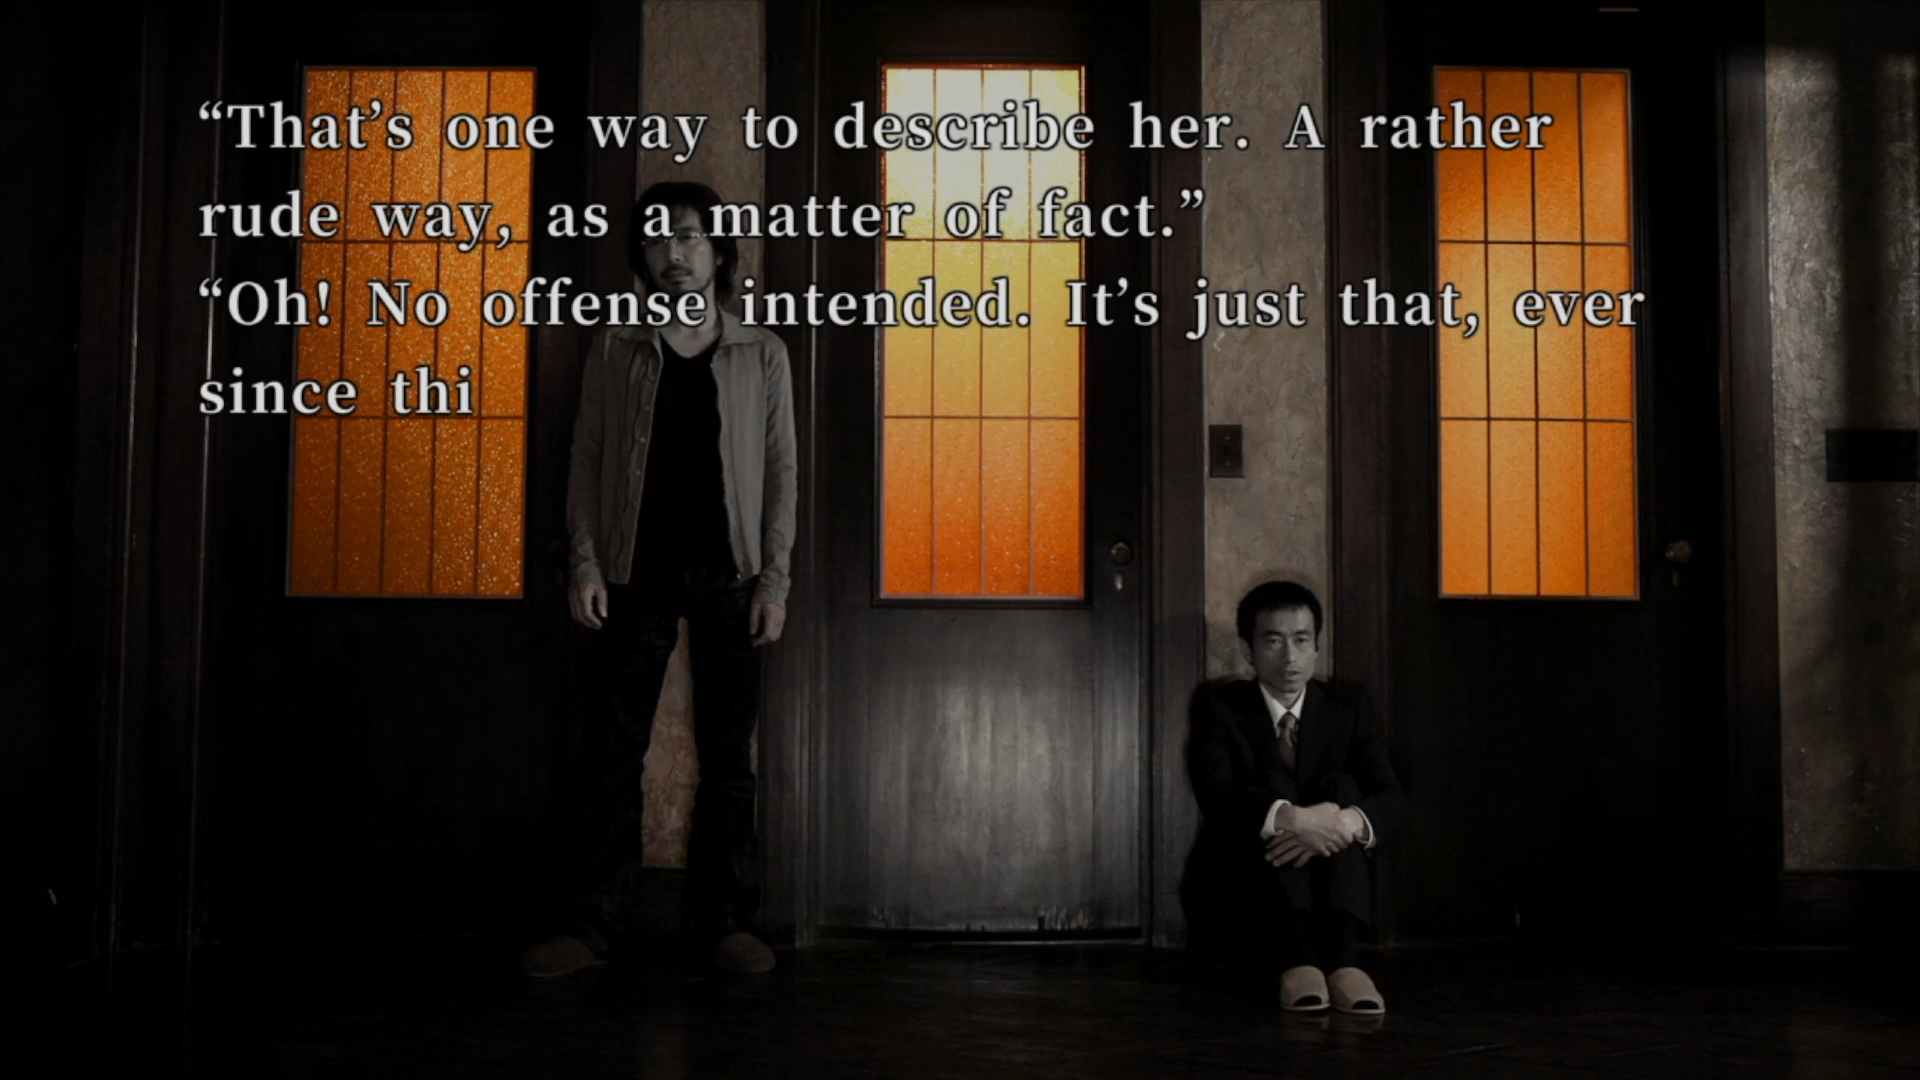 “That’s one way to describe her. A rather
rude way, as a matter of fact.”
“Oh! No offense intended. It’s just that, ever
since thi